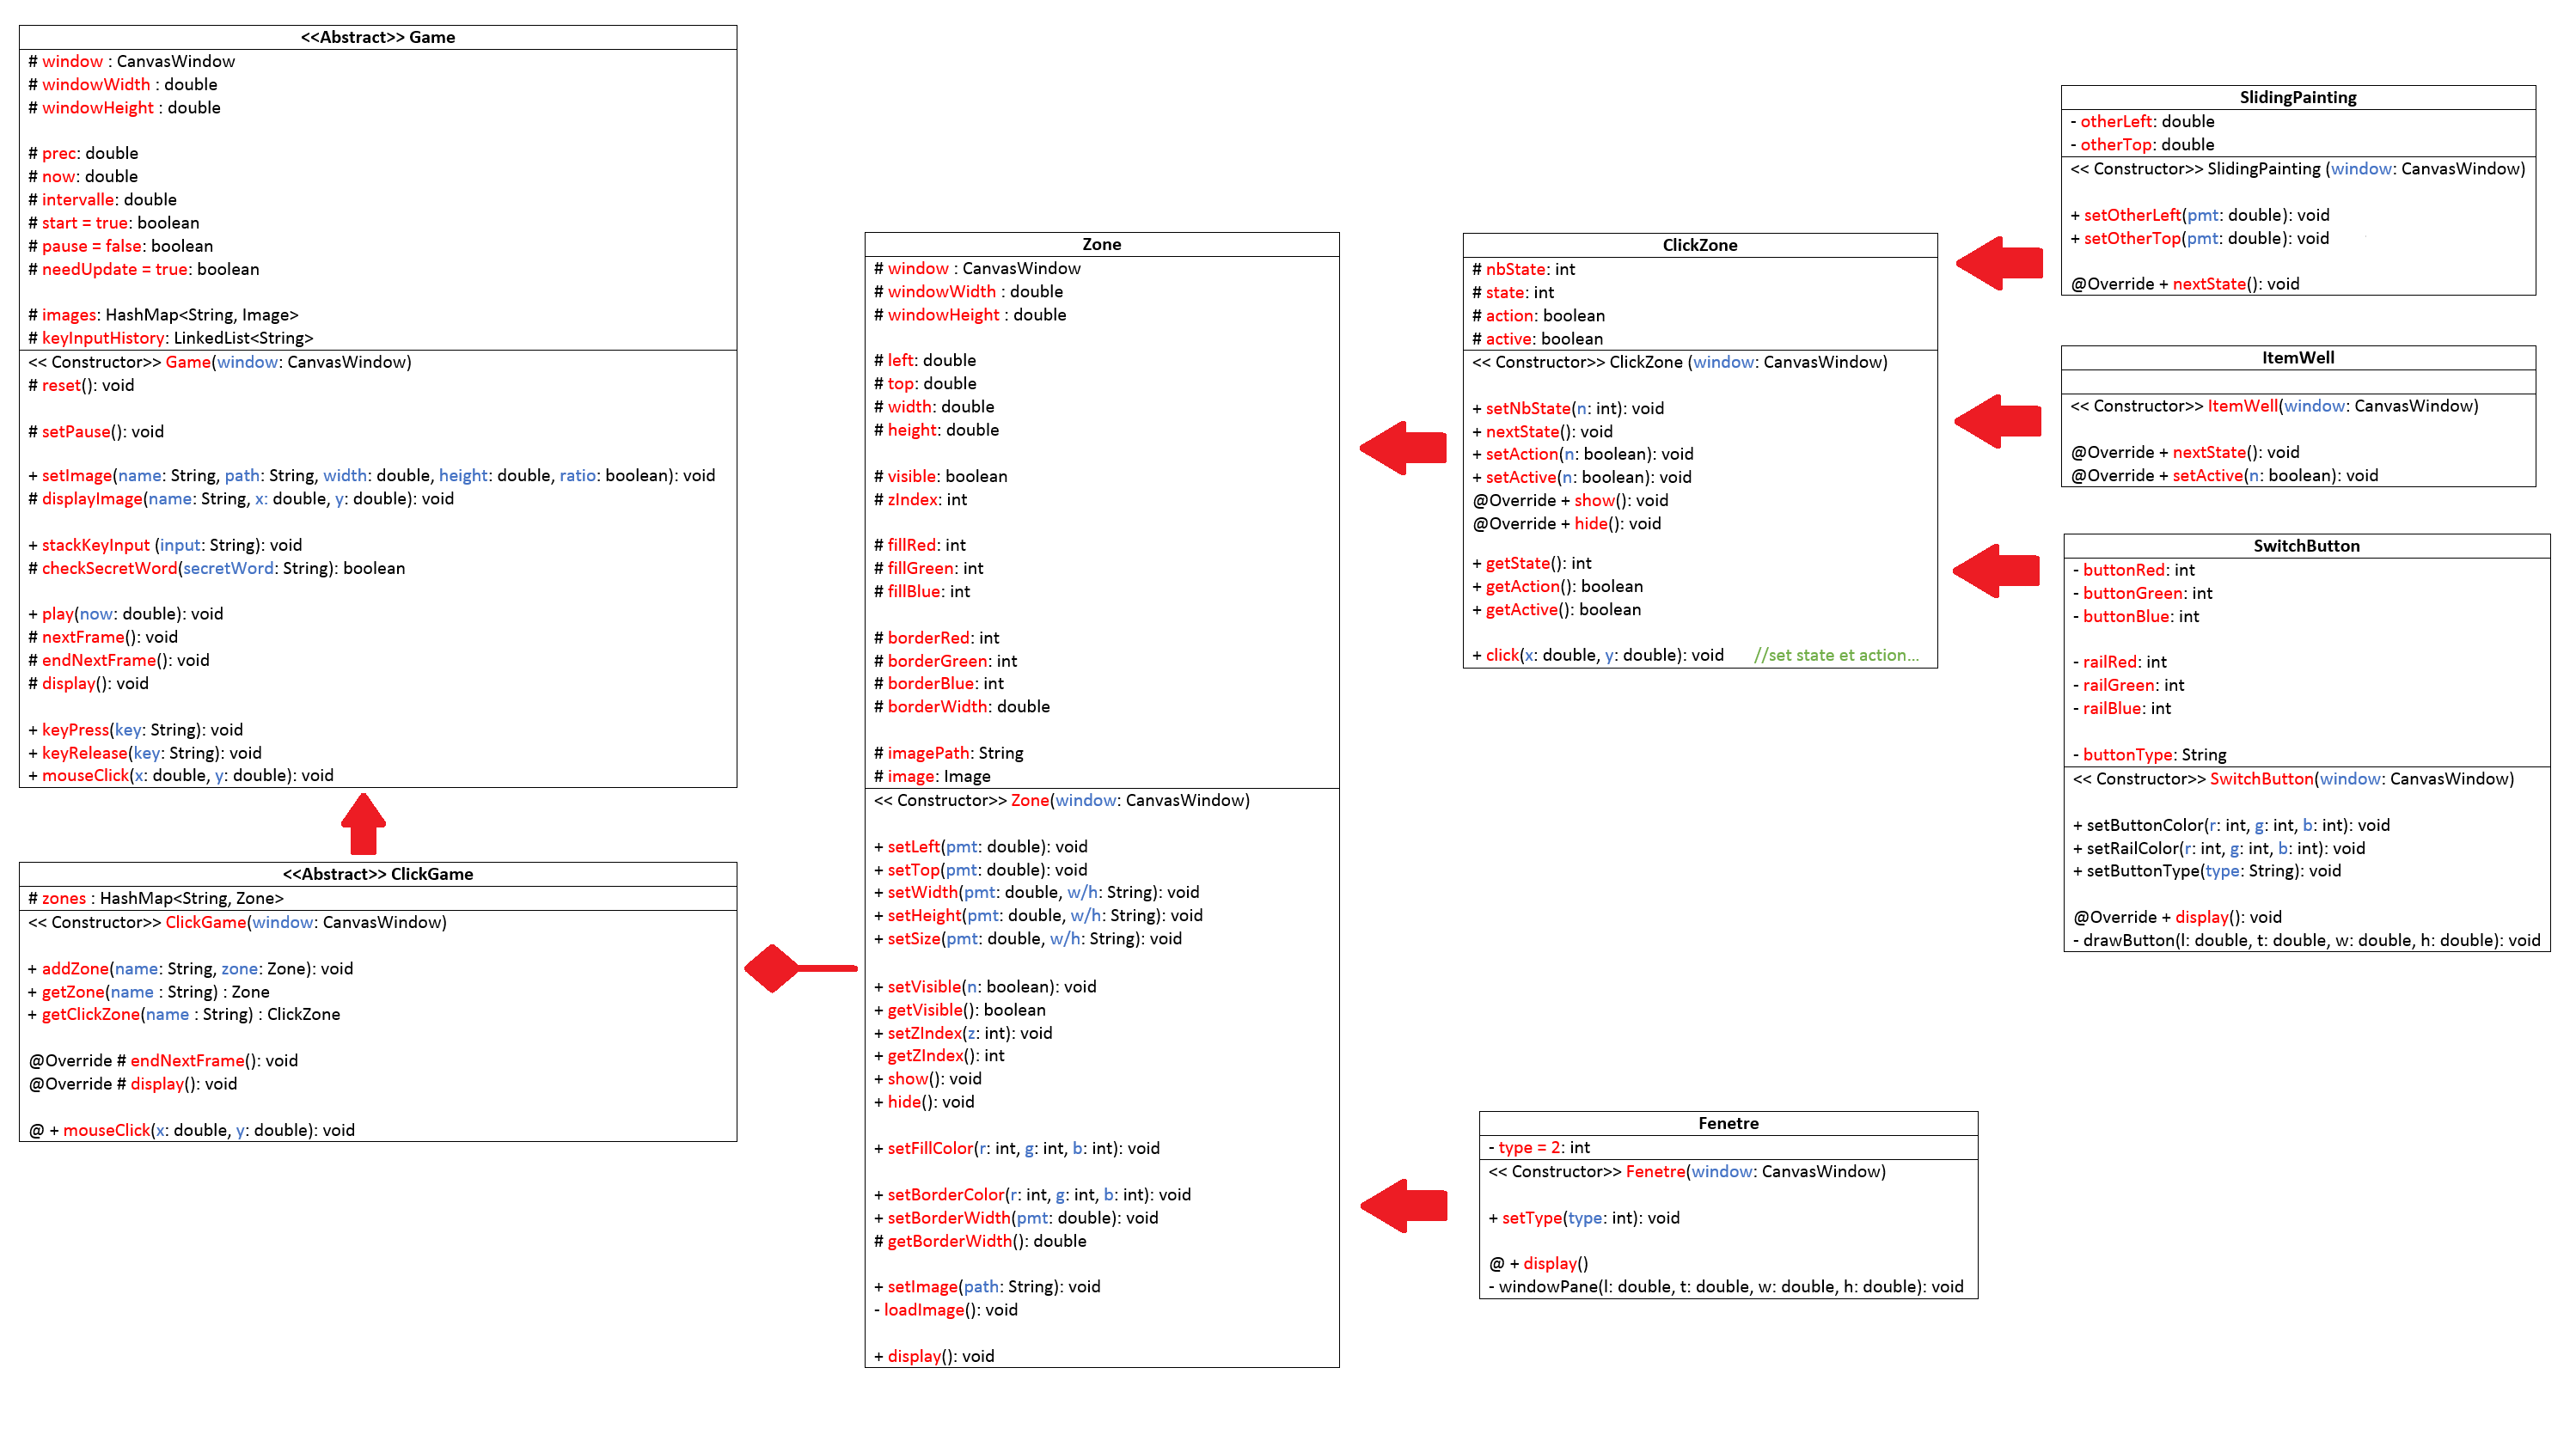 <<Abstract>> Game
# window : CanvasWindow
# windowWidth : double
# windowHeight : double
# prec: double
# now: double
# intervalle: double
# start = true: boolean
# pause = false: boolean
# needUpdate = true: boolean
# images: HashMap<String, Image>
# keyInputHistory: LinkedList<String>
<< Constructor>> Game(window: CanvasWindow)
# reset(): void
# setPause(): void
+ setImage(name: String, path: String, width: double, height: double, ratio: boolean): void
# displayImage(name: String, x: double, y: double): void
+ stackKeyInput (input: String): void
# checkSecretWord(secretWord: String): boolean
+ play(now: double): void
# nextFrame(): void
# endNextFrame(): void
# display(): void
+ keyPress(key: String): void
+ keyRelease(key: String): void
+ mouseClick(x: double, y: double): void
<<Abstract>> ClickGame
# zones : HashMap<String, Zone>
<< Constructor>> ClickGame(window: CanvasWindow)
+ addZone(name: String, zone: Zone): void
+ getZone(name : String) : Zone
+ getClickZone(name : String) : ClickZone
@Override # endNextFrame(): void
@Override # display(): void
@ + mouseClick(x: double, y: double): void
Zone
# window : CanvasWindow
# windowWidth : double
# windowHeight : double
# left: double
# top: double
# width: double
# height: double
# visible: boolean
# zIndex: int
# fillRed: int
# fillGreen: int
# fillBlue: int
# borderRed: int
# borderGreen: int
# borderBlue: int
# borderWidth: double
# imagePath: String
# image: Image
<< Constructor>> Zone(window: CanvasWindow)
+ setLeft(pmt: double): void
+ setTop(pmt: double): void
+ setWidth(pmt: double, w/h: String): void
+ setHeight(pmt: double, w/h: String): void
+ setSize(pmt: double, w/h: String): void
+ setVisible(n: boolean): void
+ getVisible(): boolean
+ setZIndex(z: int): void
+ getZIndex(): int
+ show(): void
+ hide(): void
+ setFillColor(r: int, g: int, b: int): void
+ setBorderColor(r: int, g: int, b: int): void
+ setBorderWidth(pmt: double): void
# getBorderWidth(): double
+ setImage(path: String): void
- loadImage(): void
+ display(): void
ClickZone
# nbState: int
# state: int
# action: boolean
# active: boolean
<< Constructor>> ClickZone (window: CanvasWindow)
+ setNbState(n: int): void
+ nextState(): void
+ setAction(n: boolean): void
+ setActive(n: boolean): void
@Override + show(): void
@Override + hide(): void
+ getState(): int
+ getAction(): boolean
+ getActive(): boolean
+ click(x: double, y: double): void //set state et action...
Fenetre
- type = 2: int
<< Constructor>> Fenetre(window: CanvasWindow)
+ setType(type: int): void
@ + display()
- windowPane(l: double, t: double, w: double, h: double): void
SlidingPainting
- otherLeft: double
- otherTop: double
<< Constructor>> SlidingPainting (window: CanvasWindow)
+ setOtherLeft(pmt: double): void
+ setOtherTop(pmt: double): void
@Override + nextState(): void
ItemWell
<< Constructor>> ItemWell(window: CanvasWindow)
@Override + nextState(): void
@Override + setActive(n: boolean): void
SwitchButton
- buttonRed: int
- buttonGreen: int
- buttonBlue: int
- railRed: int
- railGreen: int
- railBlue: int
- buttonType: String
<< Constructor>> SwitchButton(window: CanvasWindow)
+ setButtonColor(r: int, g: int, b: int): void
+ setRailColor(r: int, g: int, b: int): void
+ setButtonType(type: String): void
@Override + display(): void
- drawButton(l: double, t: double, w: double, h: double): void